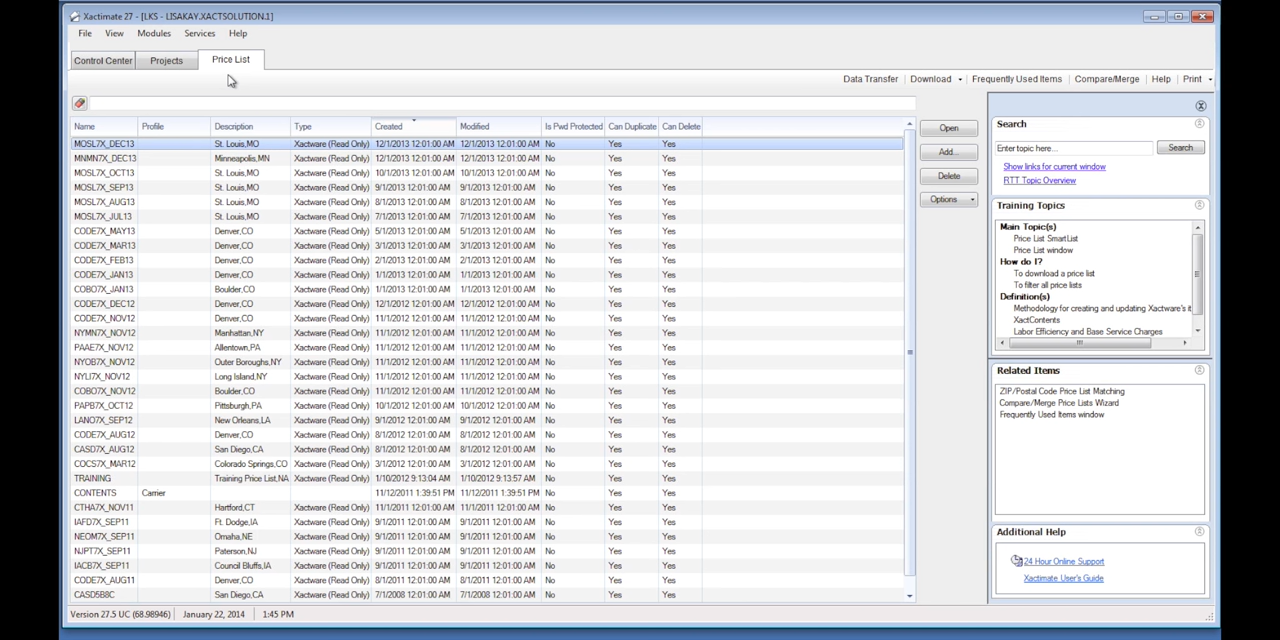 Xactimate 27 - [LKS - LISAKAY.XACTSOLUTION.1]
File View Modules Services Help
Control Center Projects Price List
Data Transfer Download Frequently Used Items Compare/Merge Help Print
Name Profile Description Type Created Modified Is Pwd Protected Can Duplicate Can Delete
MOSL7X_DEC13 St. Louis,MO Xactware (Read Only) 12/1/2013 12:01:00 AM 12/1/2013 12:01:00 AM No Yes Yes
MNMN7X_DEC13 Minneapolis,MN Xactware (Read Only) 12/1/2013 12:01:00 AM 12/1/2013 12:01:00 AM No Yes Yes
MOSL7X_OCT13 St. Louis,MO Xactware (Read Only) 10/1/2013 12:01:00 AM 10/1/2013 12:01:00 AM No Yes Yes
MOSL7X_SEP13 St. Louis,MO Xactware (Read Only) 9/1/2013 12:01:00 AM 9/1/2013 12:01:00 AM No Yes Yes
MOSL7X_AUG13 St. Louis,MO Xactware (Read Only) 8/1/2013 12:01:00 AM 8/1/2013 12:01:00 AM No Yes Yes
MOSL7X_JUL13 St. Louis,MO Xactware (Read Only) 7/1/2013 12:01:00 AM 7/1/2013 12:01:00 AM No Yes Yes
CODE7X_MAY13 Denver,CO Xactware (Read Only) 5/1/2013 12:01:00 AM 5/1/2013 12:01:00 AM No Yes Yes
CODE7X_MAR13 Denver,CO Xactware (Read Only) 3/1/2013 12:01:00 AM 3/1/2013 12:01:00 AM No Yes Yes
CODE7X_FEB13 Denver,CO Xactware (Read Only) 2/1/2013 12:01:00 AM 2/1/2013 12:01:00 AM No Yes Yes
CODE7X_JAN13 Denver,CO Xactware (Read Only) 1/1/2013 12:01:00 AM 1/1/2013 12:01:00 AM No Yes Yes
COBO7X_JAN13 Boulder,CO Xactware (Read Only) 1/1/2013 12:01:00 AM 1/1/2013 12:01:00 AM No Yes Yes
CODE7X_DEC12 Denver,CO Xactware (Read Only) 12/1/2012 12:01:00 AM 12/1/2012 12:01:00 AM No Yes Yes
CODE7X_NOV12 Denver,CO Xactware (Read Only) 11/1/2012 12:01:00 AM 11/1/2012 12:01:00 AM No Yes Yes
NYMN7X_NOV12 Manhattan,NY Xactware (Read Only) 11/1/2012 12:01:00 AM 11/1/2012 12:01:00 AM No Yes Yes
PAAE7X_NOV12 Allentown,PA Xactware (Read Only) 11/1/2012 12:01:00 AM 11/1/2012 12:01:00 AM No Yes Yes
NYOB7X_NOV12 Outer Boroughs,NY Xactware (Read Only) 11/1/2012 12:01:00 AM 11/1/2012 12:01:00 AM No Yes Yes
NYLI7X_NOV12 Long Island,NY Xactware (Read Only) 11/1/2012 12:01:00 AM 11/1/2012 12:01:00 AM No Yes Yes
COBO7X_NOV12 Boulder,CO Xactware (Read Only) 11/1/2012 12:01:00 AM 11/1/2012 12:01:00 AM No Yes Yes
PAPB7X_OCT12 Pittsburgh,PA Xactware (Read Only) 10/1/2012 12:01:00 AM 10/1/2012 12:01:00 AM No Yes Yes
LANO7X_SEP12 New Orleans,LA Xactware (Read Only) 9/1/2012 12:01:00 AM 9/1/2012 12:01:00 AM No Yes Yes
CODE7X_AUG12 Denver,CO Xactware (Read Only) 8/1/2012 12:01:00 AM 8/1/2012 12:01:00 AM No Yes Yes
CASD7X_AUG12 San Diego,CA Xactware (Read Only) 8/1/2012 12:01:00 AM 8/1/2012 12:01:00 AM No Yes Yes
COCS7X_MAR12 Colorado Springs,CO Xactware (Read Only) 3/1/2012 12:01:00 AM 3/1/2012 12:01:00 AM No Yes Yes
TRAINING Training Price List,NA Xactware (Read Only) 1/10/2012 9:13:04 AM 1/10/2012 9:13:57 AM No Yes Yes
CONTENTS Carrier 11/12/2011 1:39:51 PM 11/12/2011 1:39:51 PM No Yes Yes
CTHA7X_NOV11 Hartford,CT Xactware (Read Only) 11/1/2011 12:01:00 AM 11/1/2011 12:01:00 AM No Yes Yes
IAFD7X_SEP11 Ft. Dodge,IA Xactware (Read Only) 9/1/2011 12:01:00 AM 9/1/2011 12:01:00 AM No Yes Yes
NEOM7X_SEP11 Omaha,NE Xactware (Read Only) 9/1/2011 12:01:00 AM 9/1/2011 12:01:00 AM No Yes Yes
NJPT7X_SEP11 Paterson,NJ Xactware (Read Only) 9/1/2011 12:01:00 AM 9/1/2011 12:01:00 AM No Yes Yes
IACB7X_SEP11 Council Bluffs,IA Xactware (Read Only) 9/1/2011 12:01:00 AM 9/1/2011 12:01:00 AM No Yes Yes
CODE7X_AUG11 Denver,CO Xactware (Read Only) 8/1/2011 12:01:00 AM 8/1/2011 12:01:00 AM No Yes Yes
CASD5B8C San Diego,CA Xactware (Read Only) 7/1/2008 12:01:00 AM 7/1/2008 12:01:00 AM No Yes Yes
Open
Add...
Delete
Options
Search
Enter topic here... Search
Show links for current window
RTT Topic Overview
Training Topics
Main Topic(s)
Price List SmartList
Price List window
How do I?
To download a price list
To filter all price lists
Definition(s)
Methodology for creating and updating Xactware's it
XactContents
Labor Efficiency and Base Service Charges
Related Items
ZIP/Postal Code Price List Matching
Compare/Merge Price Lists Wizard
Frequently Used Items window
Additional Help
24 Hour Online Support
Xactimate User's Guide
Version 27.5 UC (68.98946) January 22, 2014 1:45 PM